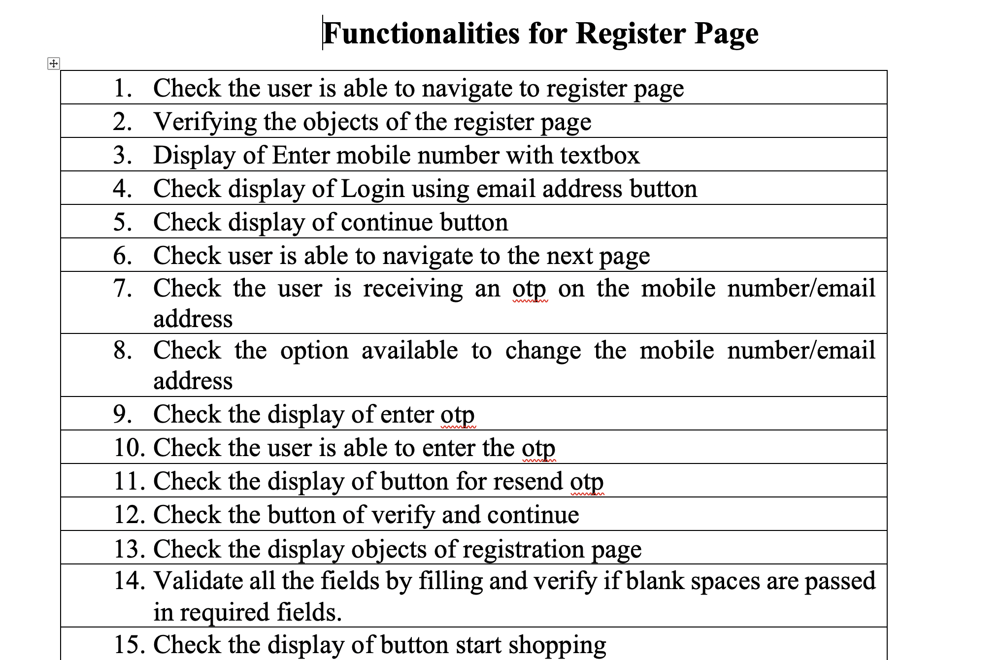 Functionalities for Register Page
1. Check the user is able to navigate to register page
2. Verifying the objects of the register page
3. Display of Enter mobile number with textbox
4. Check display of Login using email address button
5. Check display of continue button
6. Check user is able to navigate to the next page
7. Check the user is receiving an otp on the mobile number/email
address
8. Check the option available to change the mobile number/email
address
9. Check the display of enter otp
10. Check the user is able to enter the otp
11. Check the display of button for resend otp
12. Check the button of verify and continue
13. Check the display objects of registration page
14. Validate all the fields by filling and verify if blank spaces are passed
in required fields.
15. Check the display of button start shopping